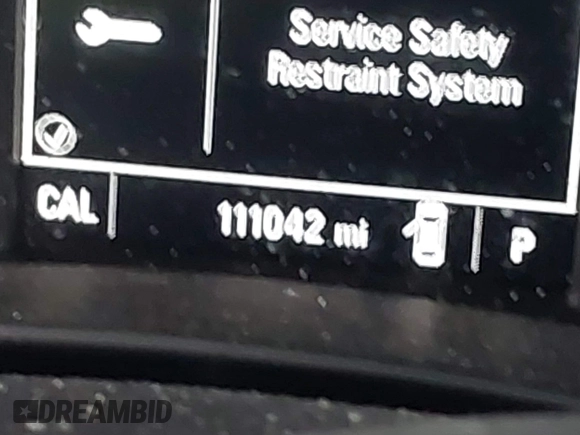 Service Safety
Restraint System
CAL 111042 mi P
DREAMBID